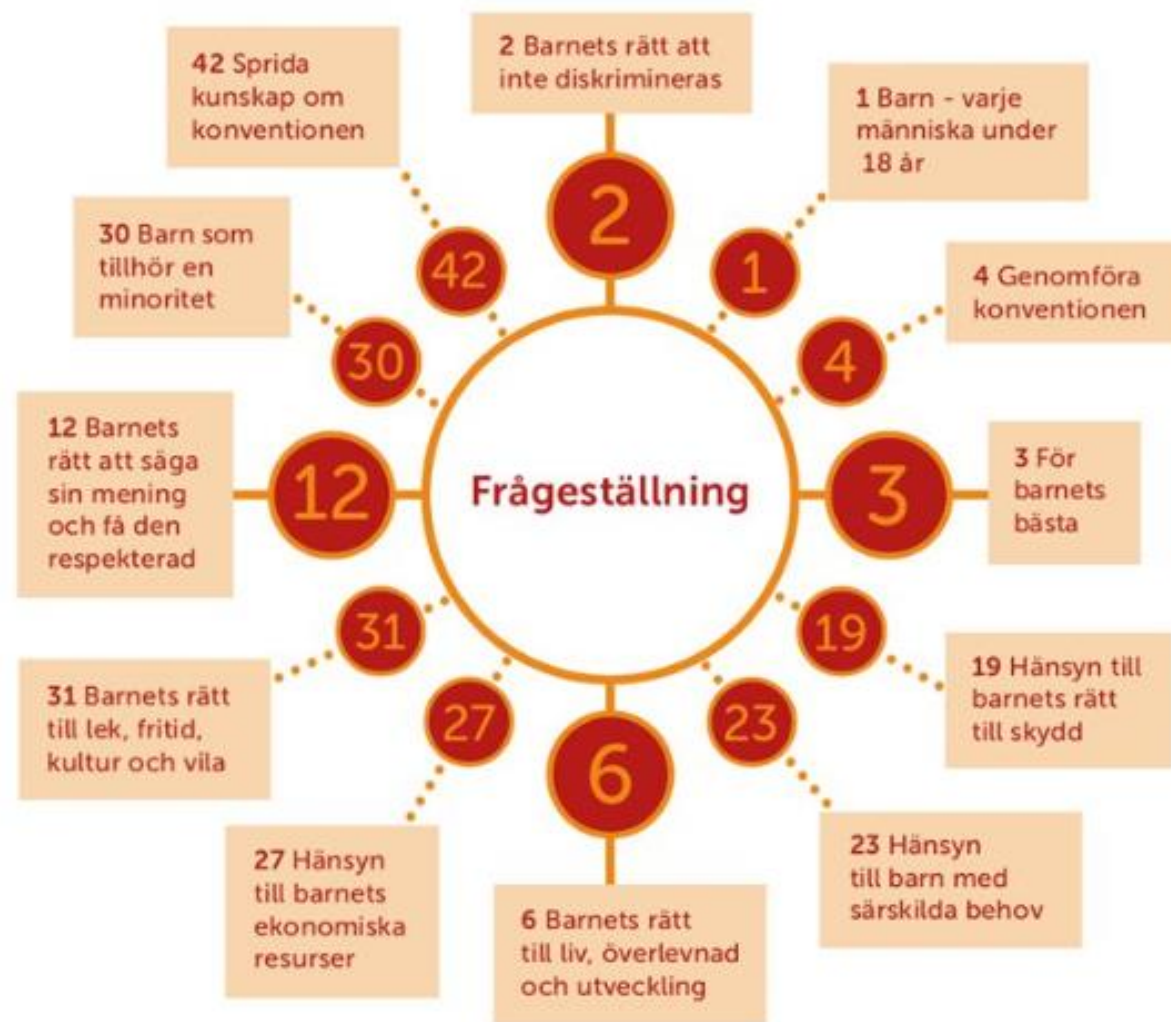 2 Barnets rätt att
inte diskrimineras
42 Sprida
kunskap om
konventionen
1 Barn - varje
människa under
18 år
2
42
1
30 Barn som
tillhör en
minoritet
4 Genomföra
konventionen
30
4
12 Barnets
rätt att säga
sin mening
och få den
respekterad
12
Frågeställning
3
3 För
barnets
bästa
31
19
31 Barnets rätt
till lek, fritid,
kultur och vila
19 Hänsyn till
barnets rätt
till skydd
27
6
23
27 Hänsyn
till barnets
ekonomiska
resurser
6 Barnets rätt
till liv, överlevnad
och utveckling
23 Hänsyn
till barn med
särskilda behov